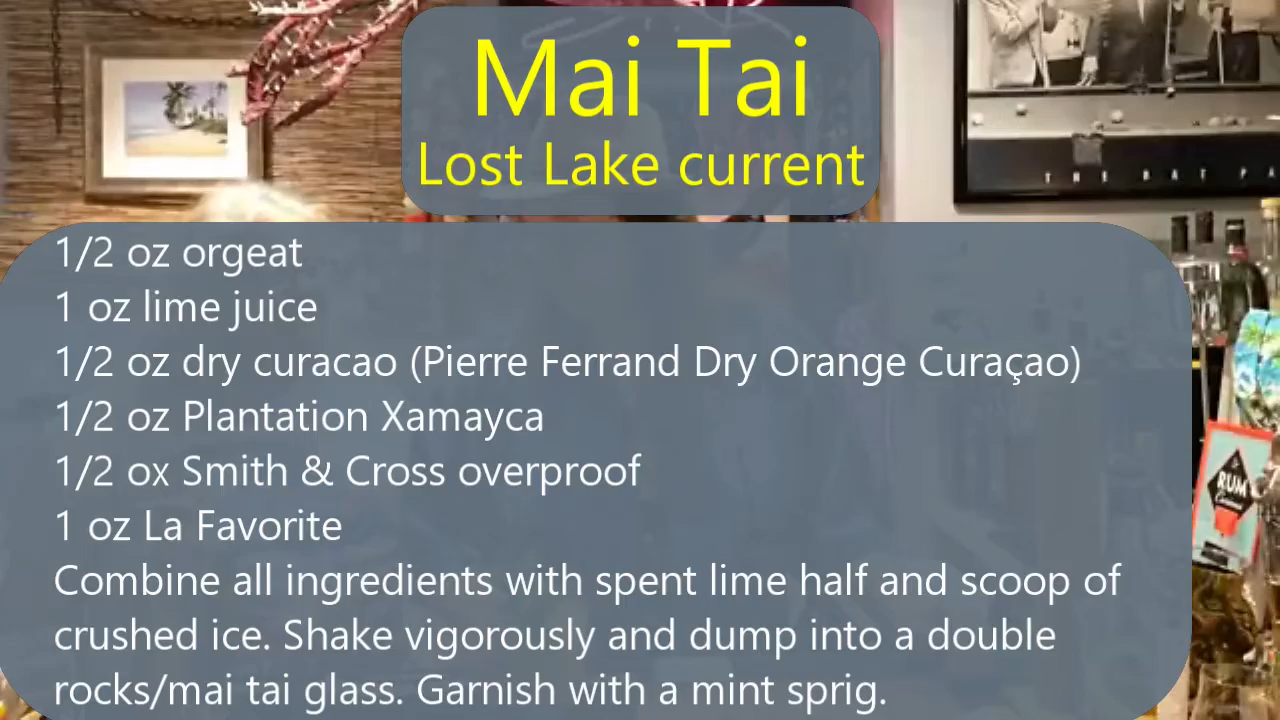 Mai Tai
Lost Lake current
THE RAT PA
1/2 oz orgeat
1 oz lime juice
1/2 oz dry curacao (Pierre Ferrand Dry Orange Curaçao)
1/2 oz Plantation Xamayca
1/2 ox Smith & Cross overproof
1 oz La Favorite
Combine all ingredients with spent lime half and scoop of
crushed ice. Shake vigorously and dump into a double
rocks/mai tai glass. Garnish with a mint sprig.
RUM